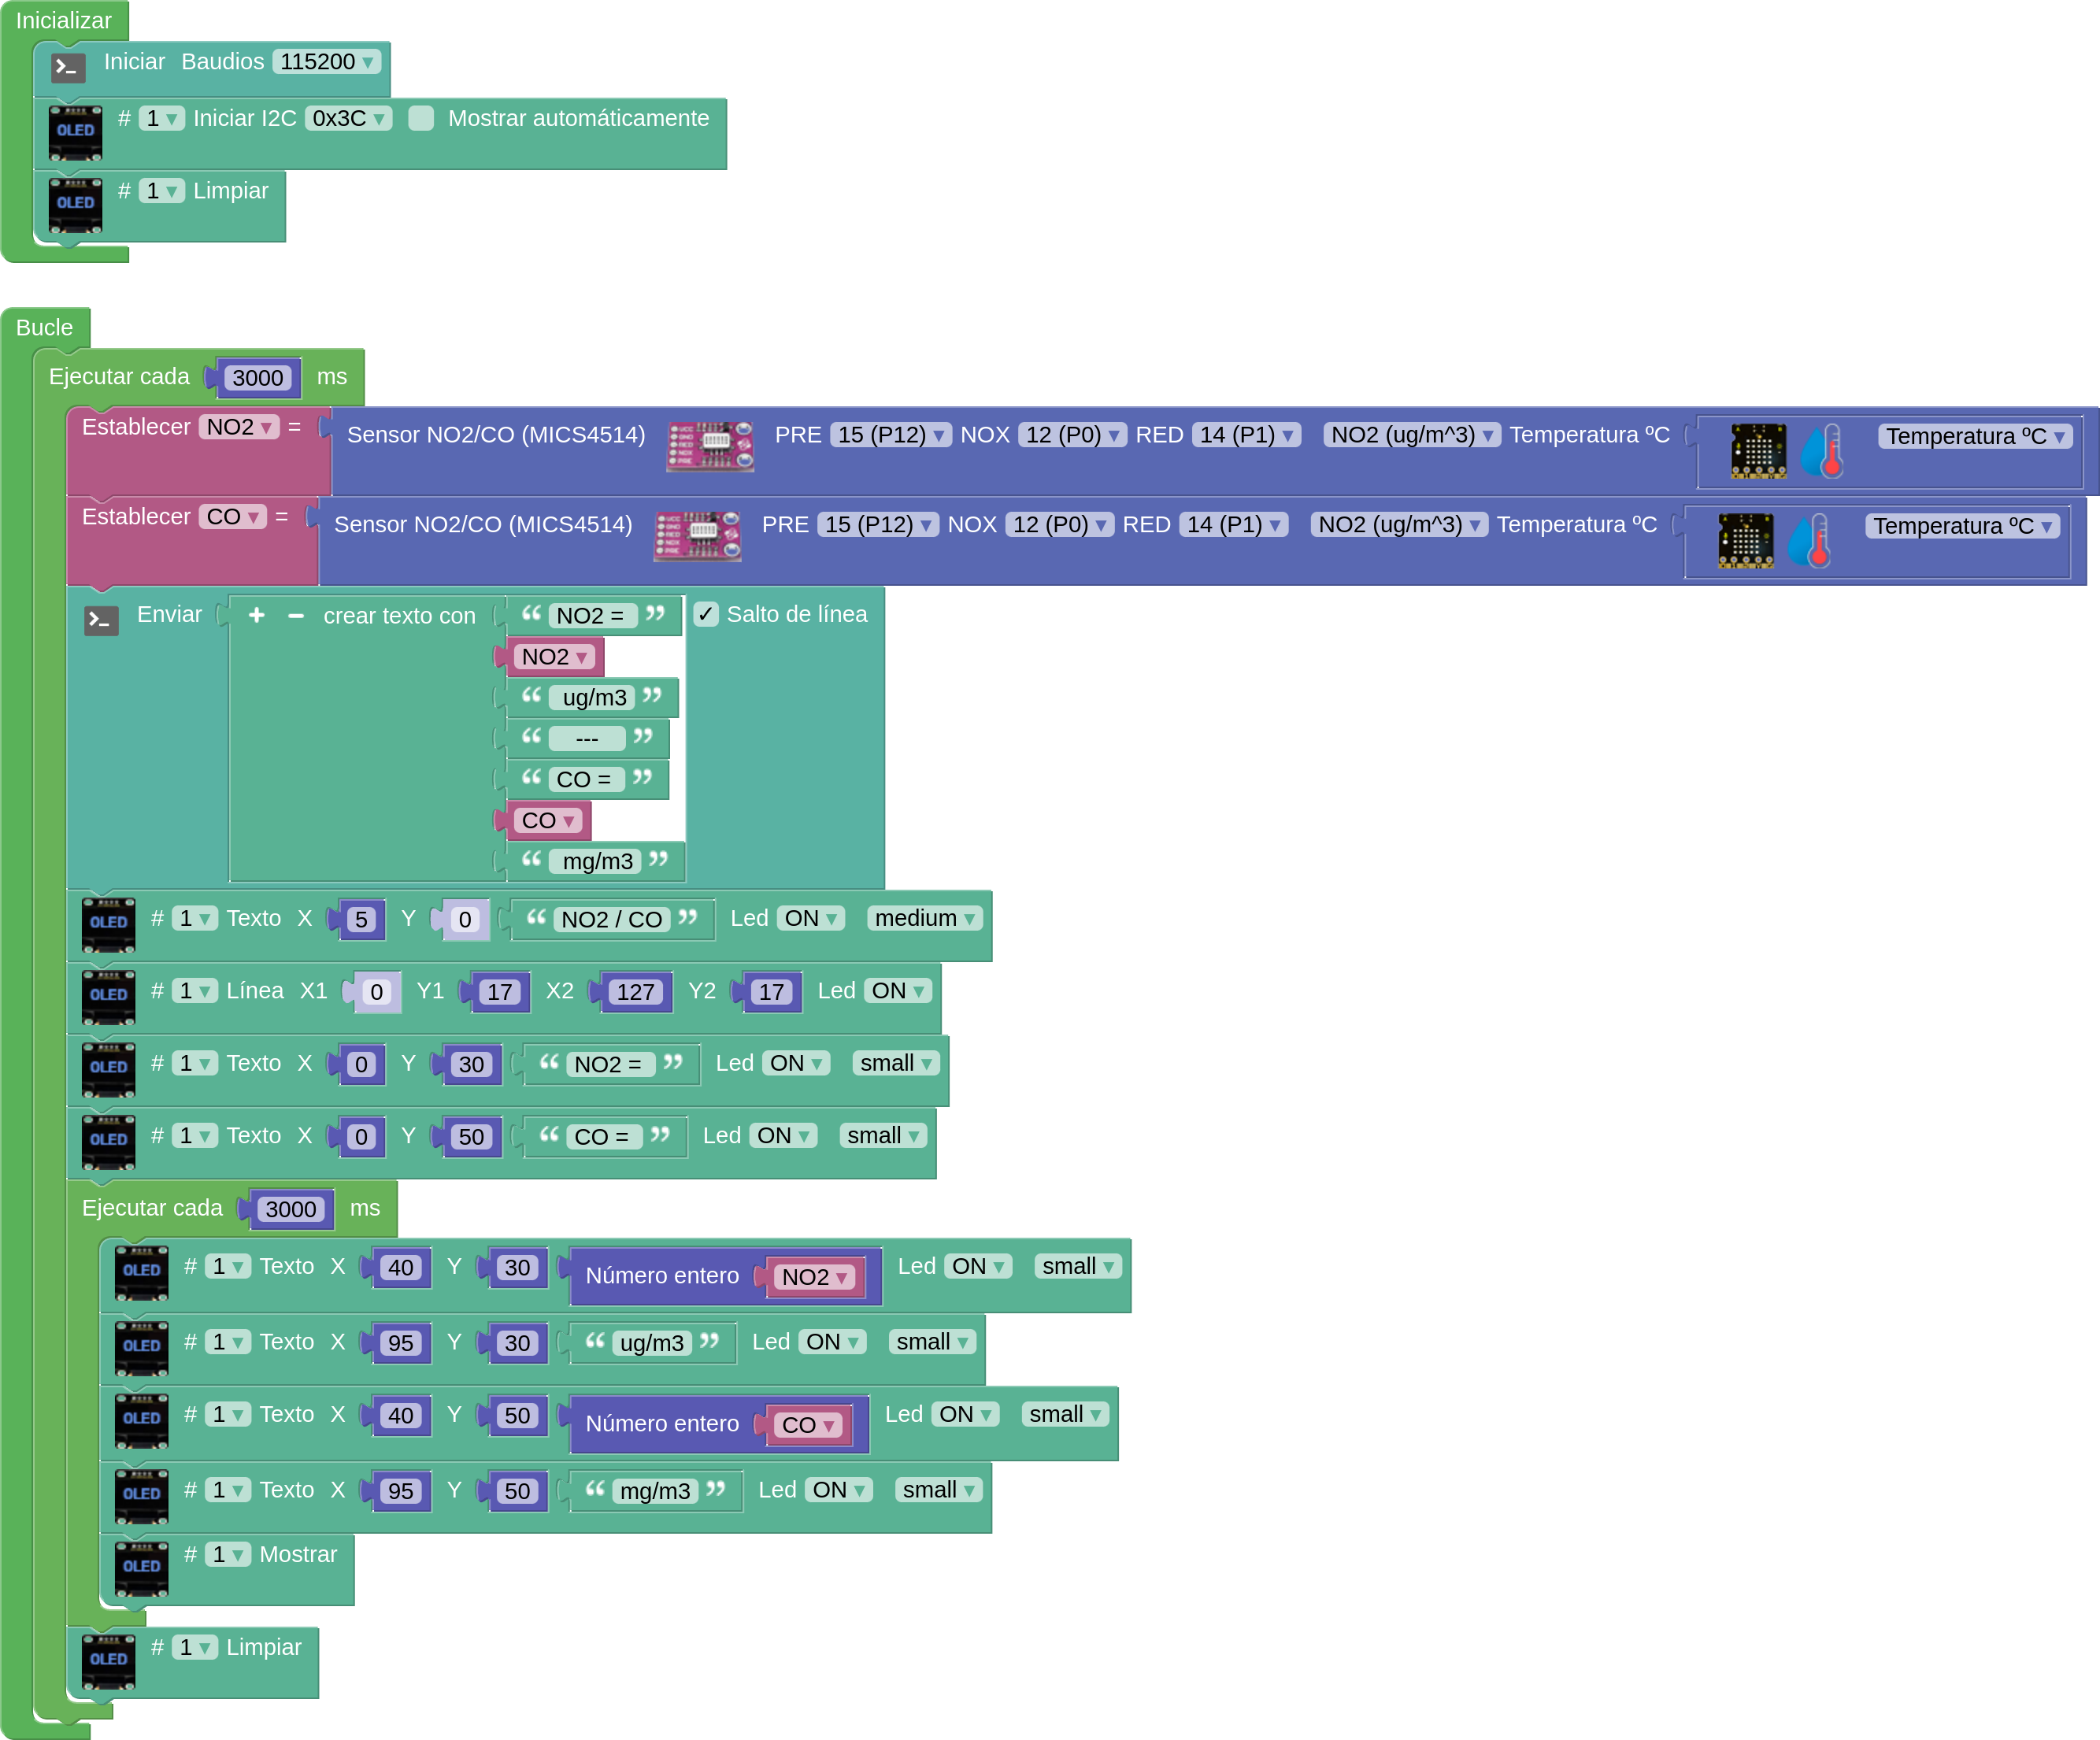 Inicializar
Iniciar Baudios 115200 ▾
OLED # 1 ▾ Iniciar I2C 0x3C ▾ Mostrar automáticamente
OLED # 1 ▾ Limpiar
Bucle
Ejecutar cada 3000 ms
Establecer NO2 ▾ = Sensor NO2/CO (MICS4514) PRE 15 (P12) ▾ NOX 12 (P0) ▾ RED 14 (P1) ▾ NO2 (ug/m^3) ▾ Temperatura ºC Temperatura ºC ▾
Establecer CO ▾ = Sensor NO2/CO (MICS4514) PRE 15 (P12) ▾ NOX 12 (P0) ▾ RED 14 (P1) ▾ NO2 (ug/m^3) ▾ Temperatura ºC Temperatura ºC ▾
Enviar + − crear texto con “ NO2 = ” ✓ Salto de línea
NO2 ▾
“ ug/m3 ”
“ --- ”
“ CO = ”
CO ▾
“ mg/m3 ”
OLED # 1 ▾ Texto X 5 Y 0 “ NO2 / CO ” Led ON ▾ medium ▾
OLED # 1 ▾ Línea X1 0 Y1 17 X2 127 Y2 17 Led ON ▾
OLED # 1 ▾ Texto X 0 Y 30 “ NO2 = ” Led ON ▾ small ▾
OLED # 1 ▾ Texto X 0 Y 50 “ CO = ” Led ON ▾ small ▾
Ejecutar cada 3000 ms
OLED # 1 ▾ Texto X 40 Y 30 Número entero NO2 ▾ Led ON ▾ small ▾
OLED # 1 ▾ Texto X 95 Y 30 “ ug/m3 ” Led ON ▾ small ▾
OLED # 1 ▾ Texto X 40 Y 50 Número entero CO ▾ Led ON ▾ small ▾
OLED # 1 ▾ Texto X 95 Y 50 “ mg/m3 ” Led ON ▾ small ▾
OLED # 1 ▾ Mostrar
OLED # 1 ▾ Limpiar